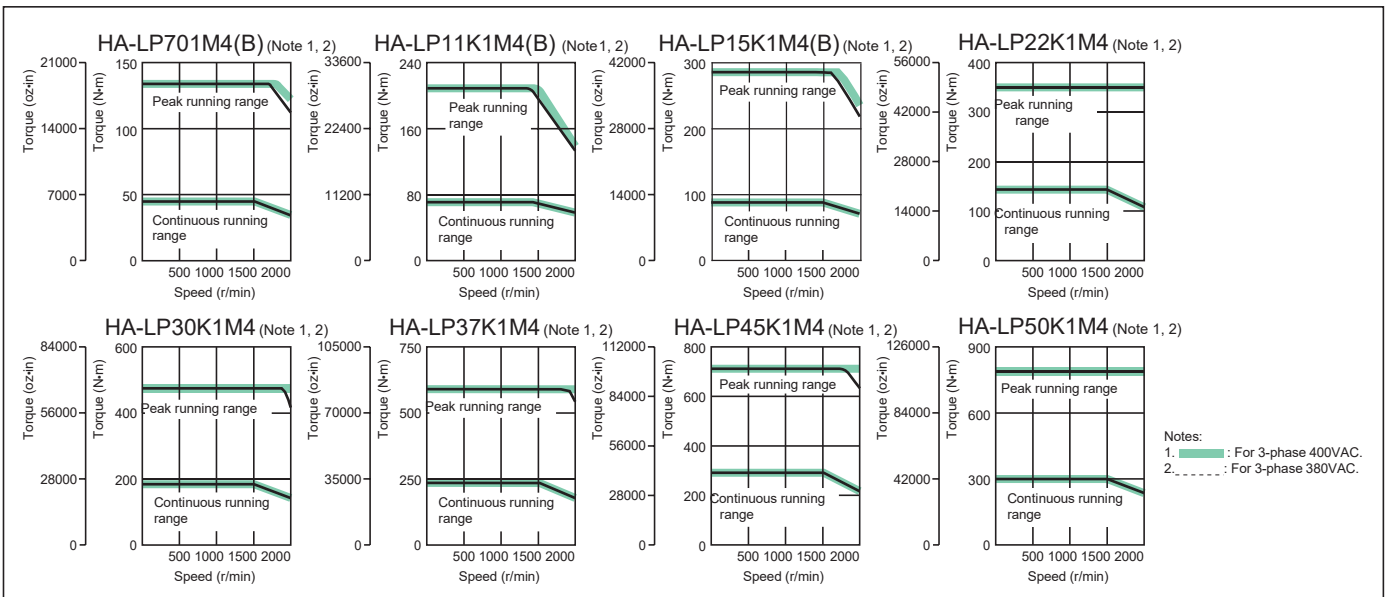 HA-LP701M4(B) (Note 1, 2)
21000
14000
7000
0
Torque (oz•in)
150
100
50
0
Torque (N•m)
Peak running range
Continuous running
range
500 1000 1500 2000
Speed (r/min)
HA-LP11K1M4(B) (Note1, 2)
33600
22400
11200
0
Torque (oz•in)
240
160
80
0
Torque (N•m)
Peak running
range
Continuous running
range
500 1000 1500 2000
Speed (r/min)
HA-LP15K1M4(B) (Note 1, 2)
42000
28000
14000
0
Torque (oz•in)
300
200
100
0
Torque (N•m)
Peak running range
Continuous running
range
500 1000 1500 2000
Speed (r/min)
HA-LP22K1M4 (Note 1, 2)
56000
42000
28000
14000
0
Torque (oz•in)
400
300
200
100
0
Torque (N•m)
Peak running
range
Continuous running
range
500 1000 1500 2000
Speed (r/min)
HA-LP30K1M4 (Note 1, 2)
84000
56000
28000
0
Torque (oz•in)
600
400
200
0
Torque (N•m)
Peak running range
Continuous running
range
500 1000 1500 2000
Speed (r/min)
HA-LP37K1M4 (Note 1, 2)
105000
70000
35000
0
Torque (oz•in)
750
500
250
0
Torque (N•m)
Peak running range
Continuous running
range
500 1000 1500 2000
Speed (r/min)
HA-LP45K1M4 (Note 1, 2)
112000
84000
56000
28000
0
Torque (oz•in)
800
600
400
200
0
Torque (N•m)
Peak running range
Continuous running
range
500 1000 1500 2000
Speed (r/min)
HA-LP50K1M4 (Note 1, 2)
126000
84000
42000
0
Torque (oz•in)
900
600
300
0
Torque (N•m)
Peak running range
Continuous running
range
500 1000 1500 2000
Speed (r/min)
Notes:
1. : For 3-phase 400VAC.
2. : For 3-phase 380VAC.